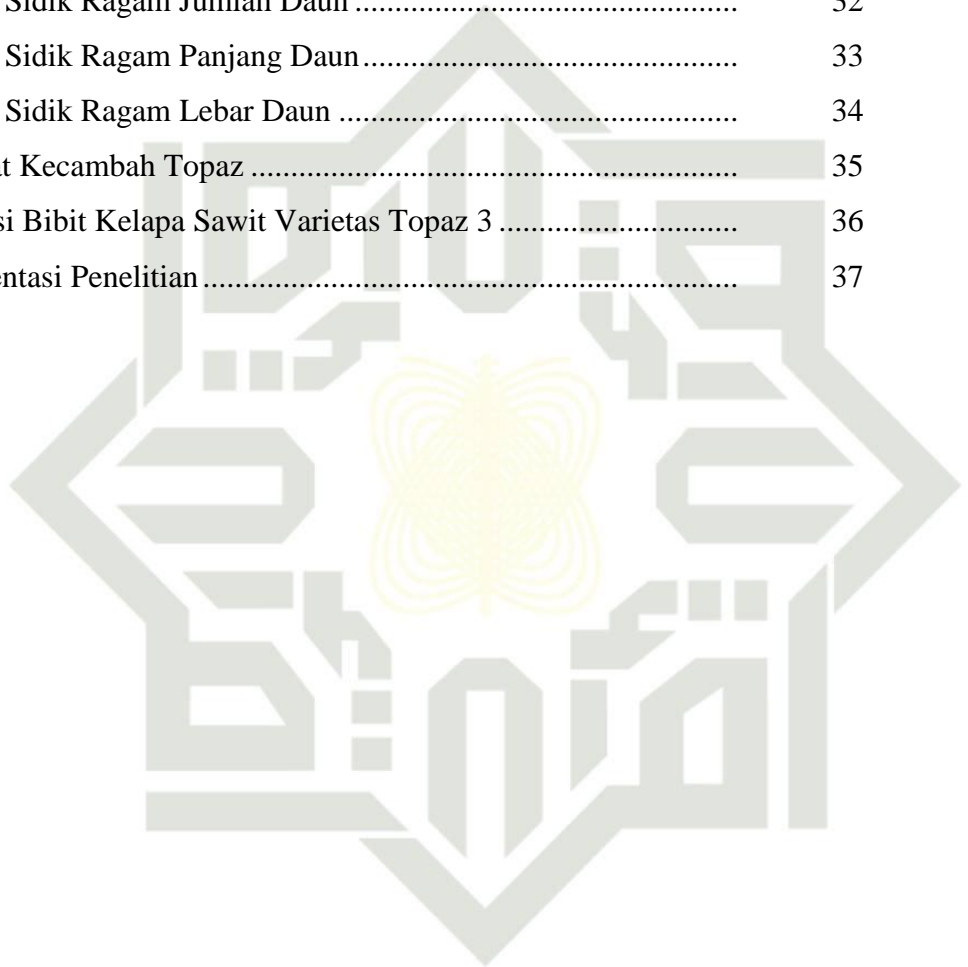 Sidik Ragam Jumlah Daun ........................................................ 32
Sidik Ragam Panjang Daun ........................................................ 33
Sidik Ragam Lebar Daun ........................................................... 34
at Kecambah Topaz ........................................................................ 35
si Bibit Kelapa Sawit Varietas Topaz 3 ................................... 36
entasi Penelitian ............................................................................... 37